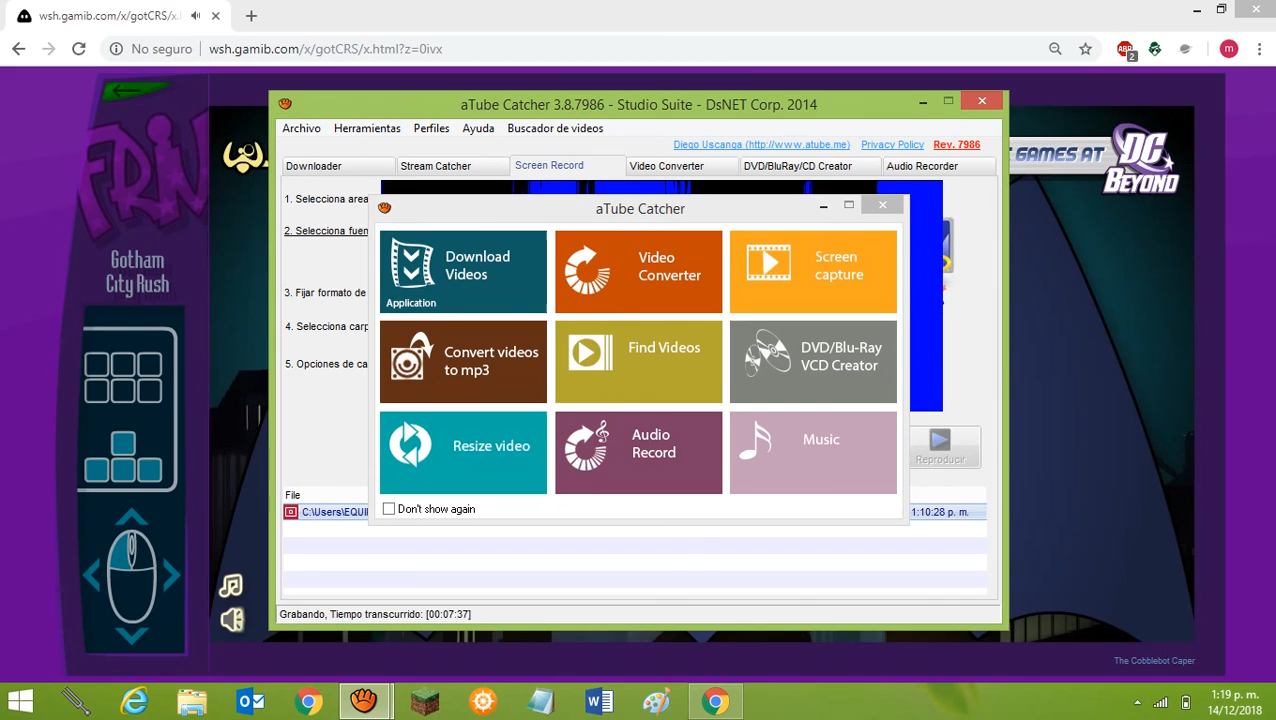 wsh.gamib.com/x/gotCRS/x.
No seguro
wsh.gamib.com/x/gotCRS/x.html?z=0ivx
ABP
2
m
aTube Catcher 3.8.7986 - Studio Suite - DsNET Corp. 2014
Archivo Herramientas Perfiles Ayuda Buscador de videos
Diego Uscanga (http://www.atube.me) Privacy Policy Rev. 7986
Downloader Stream Catcher Screen Record Video Converter DVD/BluRay/CD Creator Audio Recorder
GAMES AT
DC
BEYOND
Gotham
City Rush
1. Selecciona area
2. Selecciona fuen
3. Fijar formato de
4. Selecciona carp
5. Opciones de ca
aTube Catcher
Download
Videos
Application
Video
Converter
Screen
capture
Convert videos
to mp3
Find Videos
DVD/Blu-Ray
VCD Creator
Resize video
Audio
Record
Music
Don't show again
Reproducir
File
C:\Users\EQUI
1:10:28 p. m.
Grabando, Tiempo transcurrido: [00:07:37]
The Cobblebot Caper
1:19 p. m.
14/12/2018